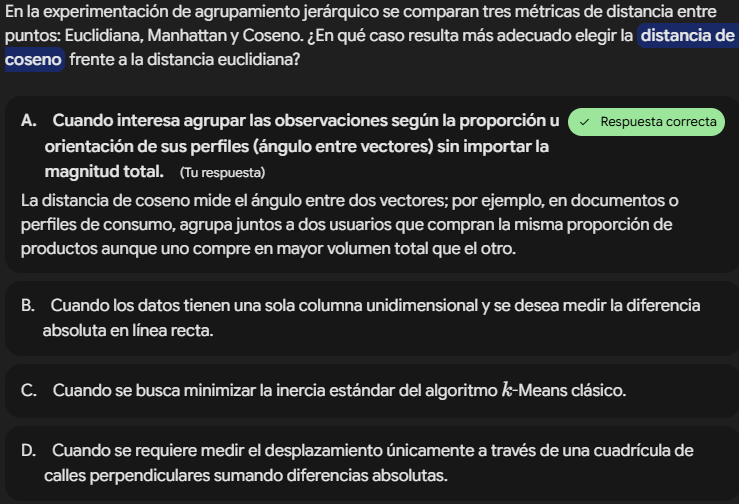 En la experimentación de agrupamiento jerárquico se comparan tres métricas de distancia entre
puntos: Euclidiana, Manhattan y Coseno. ¿En qué caso resulta más adecuado elegir la distancia de
coseno frente a la distancia euclidiana?
A. Cuando interesa agrupar las observaciones según la proporción u
✓ Respuesta correcta
orientación de sus perfiles (ángulo entre vectores) sin importar la
magnitud total. (Tu respuesta)
La distancia de coseno mide el ángulo entre dos vectores; por ejemplo, en documentos o
perfiles de consumo, agrupa juntos a dos usuarios que compran la misma proporción de
productos aunque uno compre en mayor volumen total que el otro.
B. Cuando los datos tienen una sola columna unidimensional y se desea medir la diferencia
absoluta en línea recta.
C. Cuando se busca minimizar la inercia estándar del algoritmo k-Means clásico.
D. Cuando se requiere medir el desplazamiento únicamente a través de una cuadrícula de
calles perpendiculares sumando diferencias absolutas.